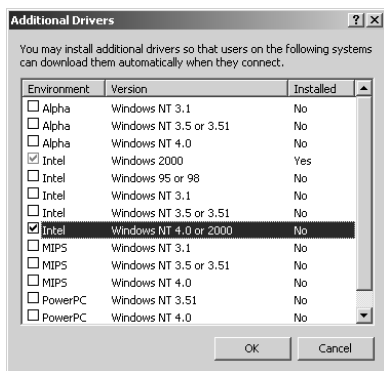 Additional Drivers
You may install additional drivers so that users on the following systems
can download them automatically when they connect.
Environment Version Installed
Alpha Windows NT 3.1 No
Alpha Windows NT 3.5 or 3.51 No
Alpha Windows NT 4.0 No
Intel Windows 2000 Yes
Intel Windows 95 or 98 No
Intel Windows NT 3.1 No
Intel Windows NT 3.5 or 3.51 No
Intel Windows NT 4.0 or 2000 No
MIPS Windows NT 3.1 No
MIPS Windows NT 3.5 or 3.51 No
MIPS Windows NT 4.0 No
PowerPC Windows NT 3.51 No
PowerPC Windows NT 4.0 No
OK Cancel